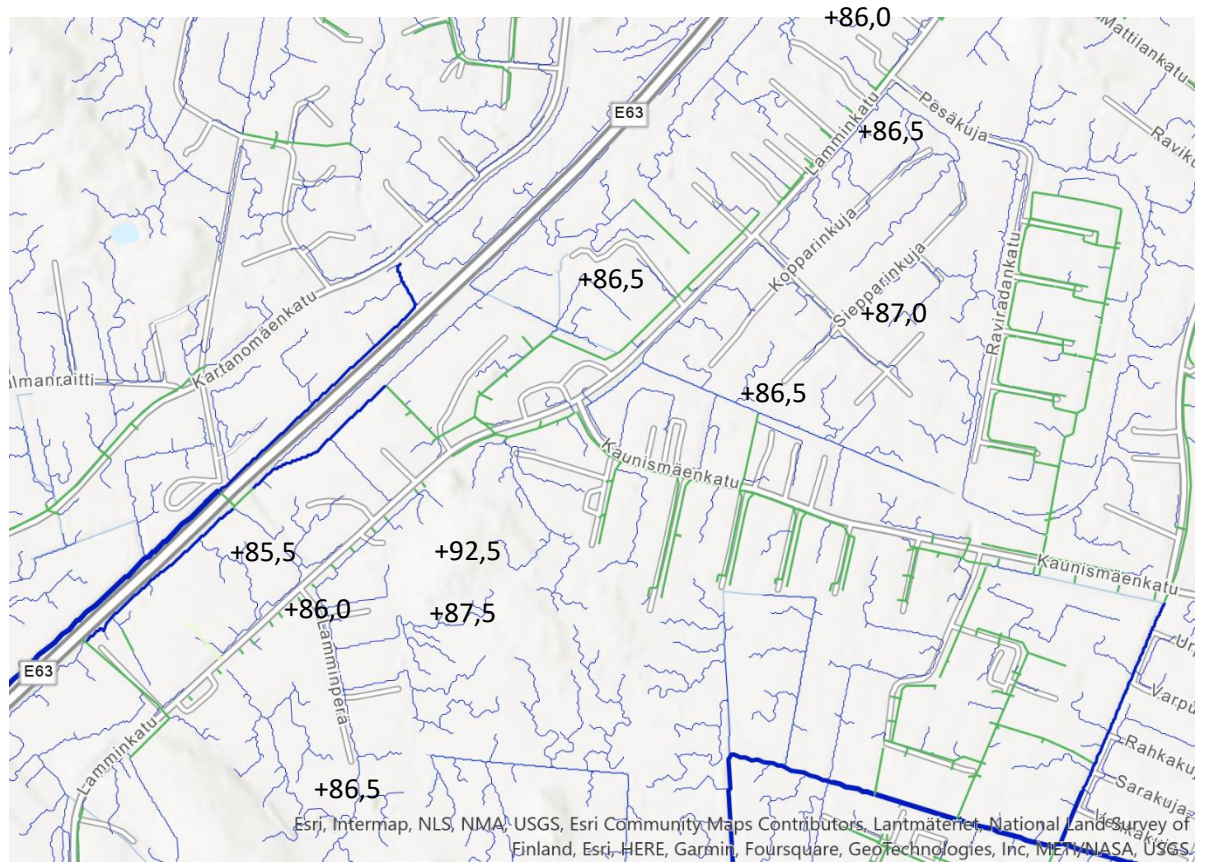 +86,0
Mattilankatu
E63
Pesäkuja
Lamminkatu
+86,5
Raviku
Kopparinkuja
Siepparinkuja
Raviradankatu
+86,5
+87,0
Kartanomäenkatu
ulmanraitti
+86,5
Kaunismäenkatu
+85,5
+92,5
Kaunismäenkatu
+86,0
+87,5
Lamminperä
E63
Varpu
Lamminkatu
Rahkakuj
Sarakuja
+86,5
Esri, Intermap, NLS, NMA, USGS, Esri Community Maps Contributors, Lantmäteriet, National Land Survey of
Finland, Esri, HERE, Garmin, Foursquare, GeoTechnologies, Inc, METI/NASA, USGS